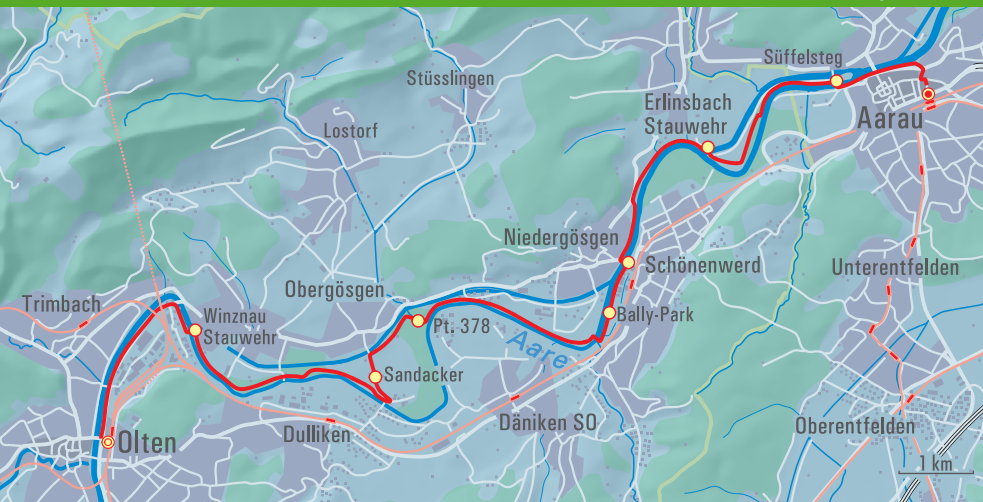 Süffelsteg
Stüsslingen
Erlinsbach
Stauwehr
Aarau
Lostorf
Niedergösgen
Schönenwerd
Unterentfelden
Obergösgen
Trimbach
Winznau
Stauwehr
Pt. 378
Bally-Park
Aare
Sandacker
Däniken SO
Oberentfelden
Dulliken
Olten
1 km